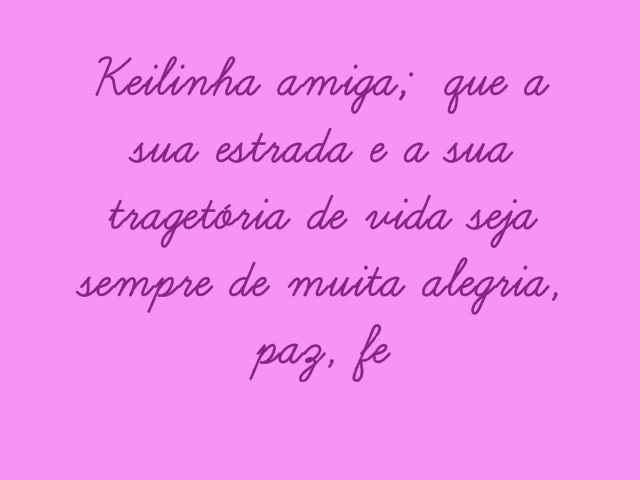 Keilinha amiga; que a
sua estrada e a sua
tragetória de vida seja
sempre de muita alegria,
paz, fe